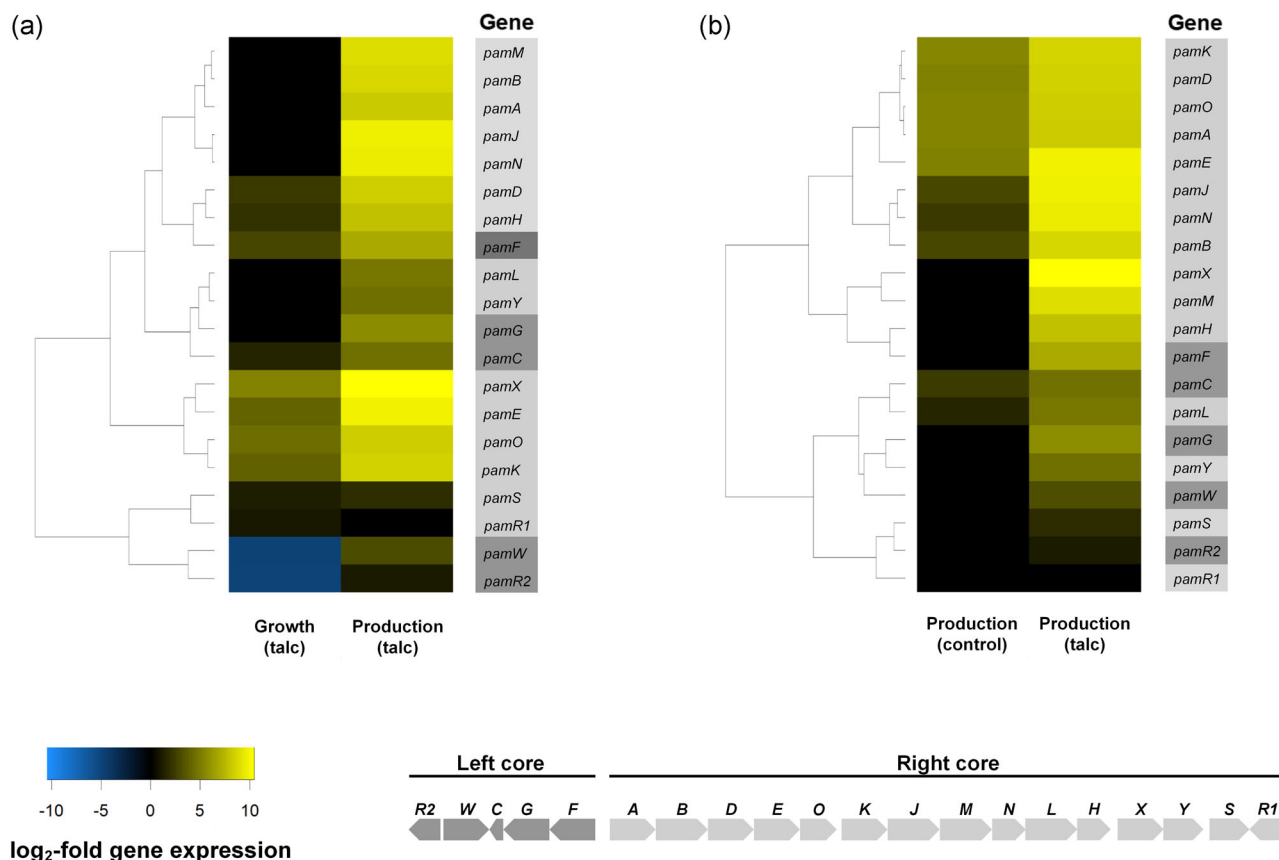 (a)
Gene
pamM
pamB
pamA
pamJ
pamN
pamD
pamH
pamF
pamL
pamY
pamG
pamC
pamX
pamE
pamO
pamK
pamS
pamR1
pamW
pamR2
Growth
(talc)
Production
(talc)
(b)
Gene
pamK
pamD
pamO
pamA
pamE
pamJ
pamN
pamB
pamX
pamM
pamH
pamF
pamC
pamL
pamG
pamY
pamW
pamS
pamR2
pamR1
Production
(control)
Production
(talc)
-10 -5 0 5 10
log₂-fold gene expression
Left core
R2 W C G F
Right core
A B D E O K J M N L H X Y S R1